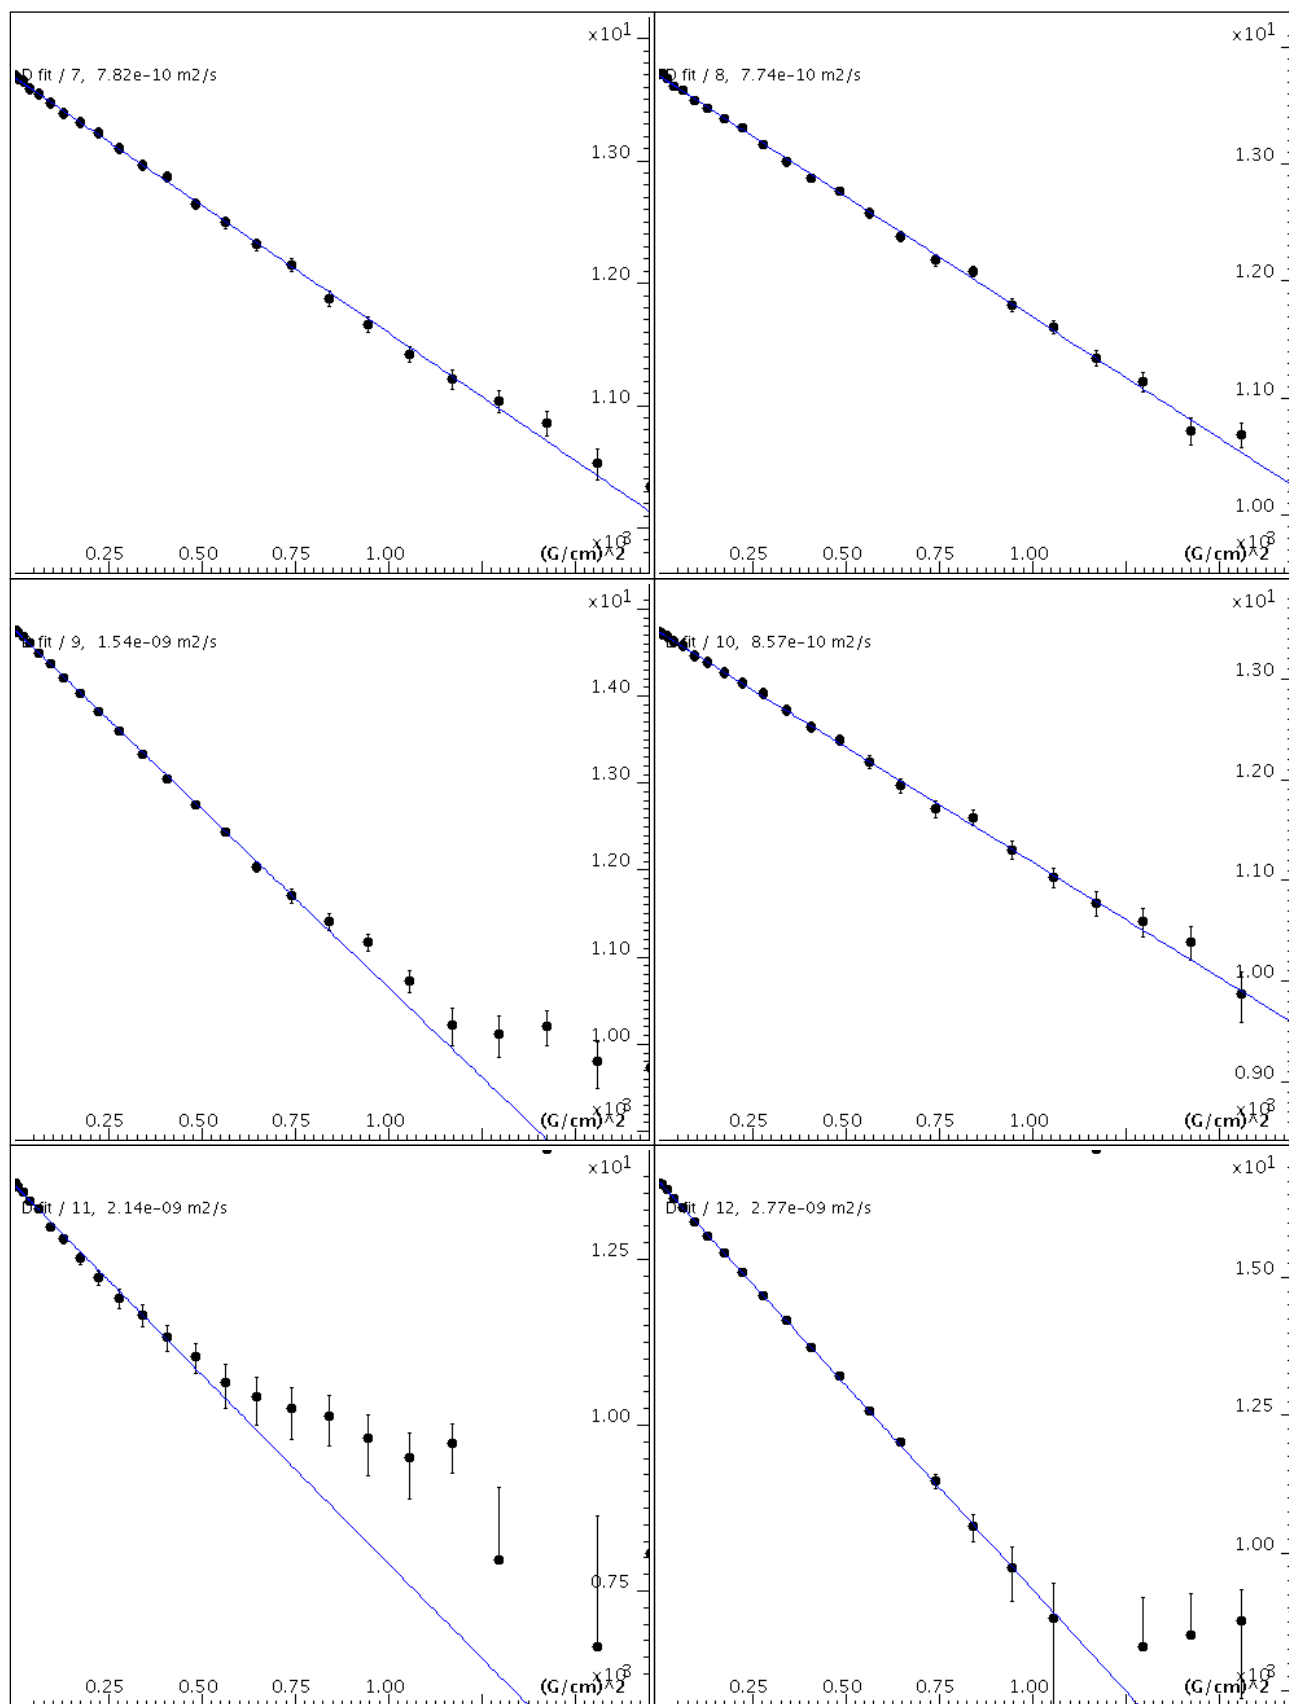 x10¹
D fit / 7, 7.82e-10 m2/s
1.30
1.20
1.10
x10³
0.25 0.50 0.75 1.00 (G/cm)^2
x10¹
D fit / 8, 7.74e-10 m2/s
1.30
1.20
1.10
1.00
x10³
0.25 0.50 0.75 1.00 (G/cm)^2
x10¹
D fit / 9, 1.54e-09 m2/s
1.40
1.30
1.20
1.10
1.00
x10³
0.25 0.50 0.75 1.00 (G/cm)^2
x10¹
D fit / 10, 8.57e-10 m2/s
1.30
1.20
1.10
1.00
0.90
x10³
0.25 0.50 0.75 1.00 (G/cm)^2
x10¹
D fit / 11, 2.14e-09 m2/s
1.25
1.00
0.75
x10³
0.25 0.50 0.75 1.00 (G/cm)^2
x10¹
D fit / 12, 2.77e-09 m2/s
1.50
1.25
1.00
x10³
0.25 0.50 0.75 1.00 (G/cm)^2